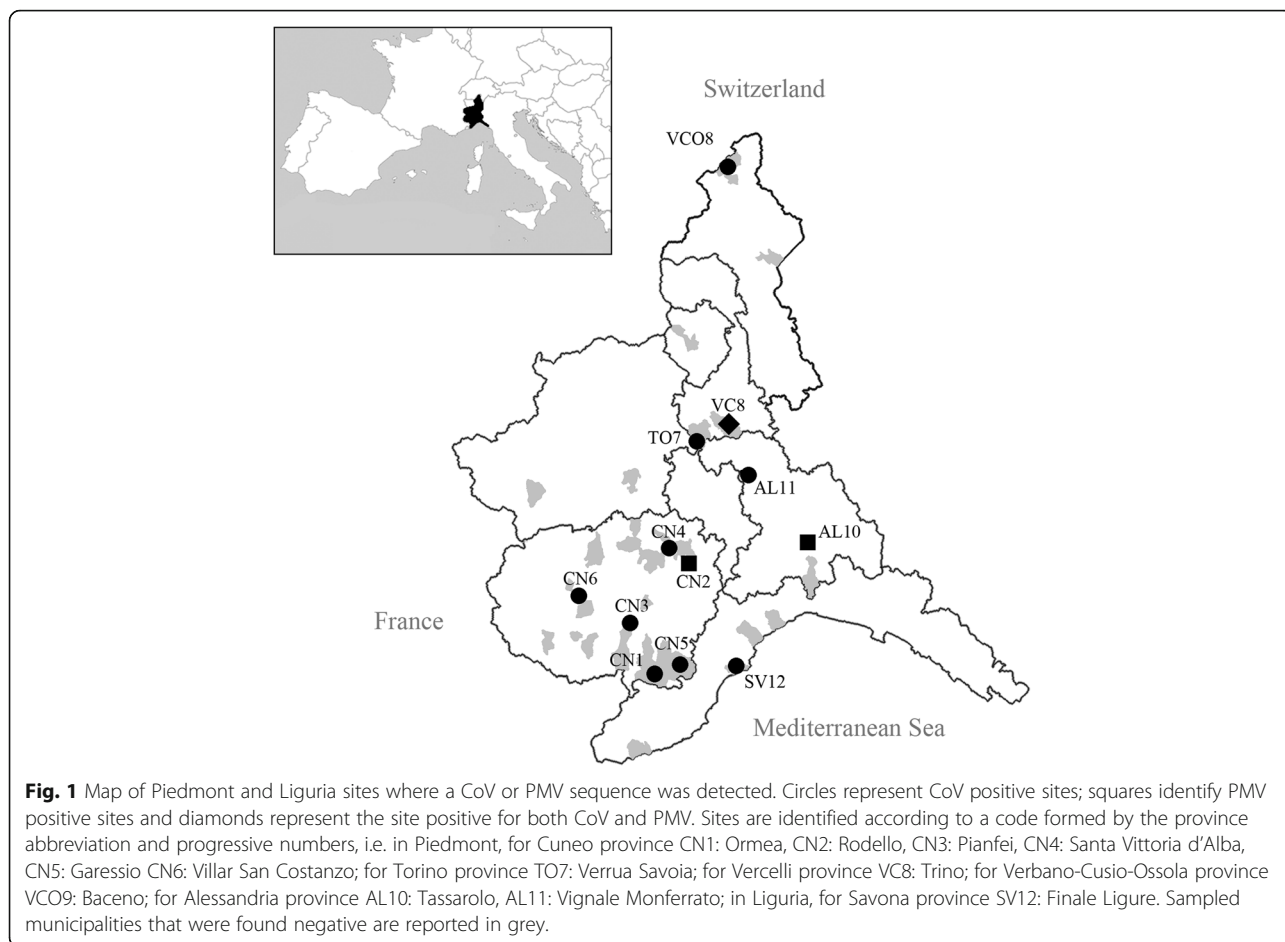 Switzerland
VCO8
VC8
TO7
AL11
AL10
CN4
CN2
CN6
CN3
France
CN5
CN1
SV12
Mediterranean Sea
Fig. 1 Map of Piedmont and Liguria sites where a CoV or PMV sequence was detected. Circles represent CoV positive sites; squares identify PMV
positive sites and diamonds represent the site positive for both CoV and PMV. Sites are identified according to a code formed by the province
abbreviation and progressive numbers, i.e. in Piedmont, for Cuneo province CN1: Ormea, CN2: Rodello, CN3: Pianfei, CN4: Santa Vittoria d'Alba,
CN5: Garessio CN6: Villar San Costanzo; for Torino province TO7: Verrua Savoia; for Vercelli province VC8: Trino; for Verbano-Cusio-Ossola province
VCO9: Baceno; for Alessandria province AL10: Tassarolo, AL11: Vignale Monferrato; in Liguria, for Savona province SV12: Finale Ligure. Sampled
municipalities that were found negative are reported in grey.